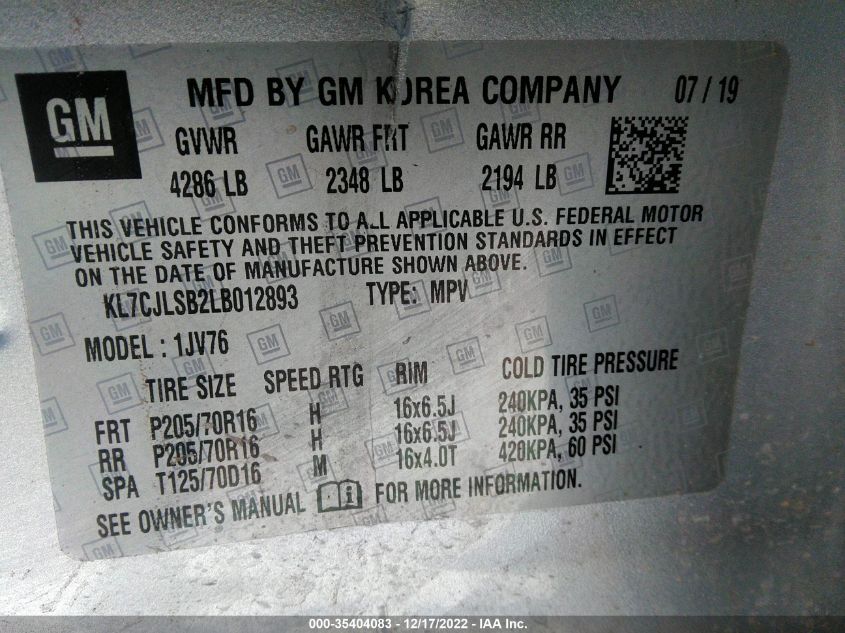 GM MFD BY GM KOREA COMPANY 07/19
GVWR GAWR FRT GAWR RR
4286 LB 2348 LB 2194 LB
THIS VEHICLE CONFORMS TO ALL APPLICABLE U.S. FEDERAL MOTOR
VEHICLE SAFETY AND THEFT PREVENTION STANDARDS IN EFFECT
ON THE DATE OF MANUFACTURE SHOWN ABOVE.
KL7CJLSB2LB012893 TYPE: MPV
MODEL : 1JV76
TIRE SIZE SPEED RTG RIM COLD TIRE PRESSURE
FRT P205/70R16 H 16x6.5J 240KPA, 35 PSI
RR P205/70R16 H 16x6.5J 240KPA, 35 PSI
SPA T125/70D16 M 16x4.0T 420KPA, 60 PSI
SEE OWNER'S MANUAL FOR MORE INFORMATION.
000-35404083 - 12/17/2022 - IAA Inc.